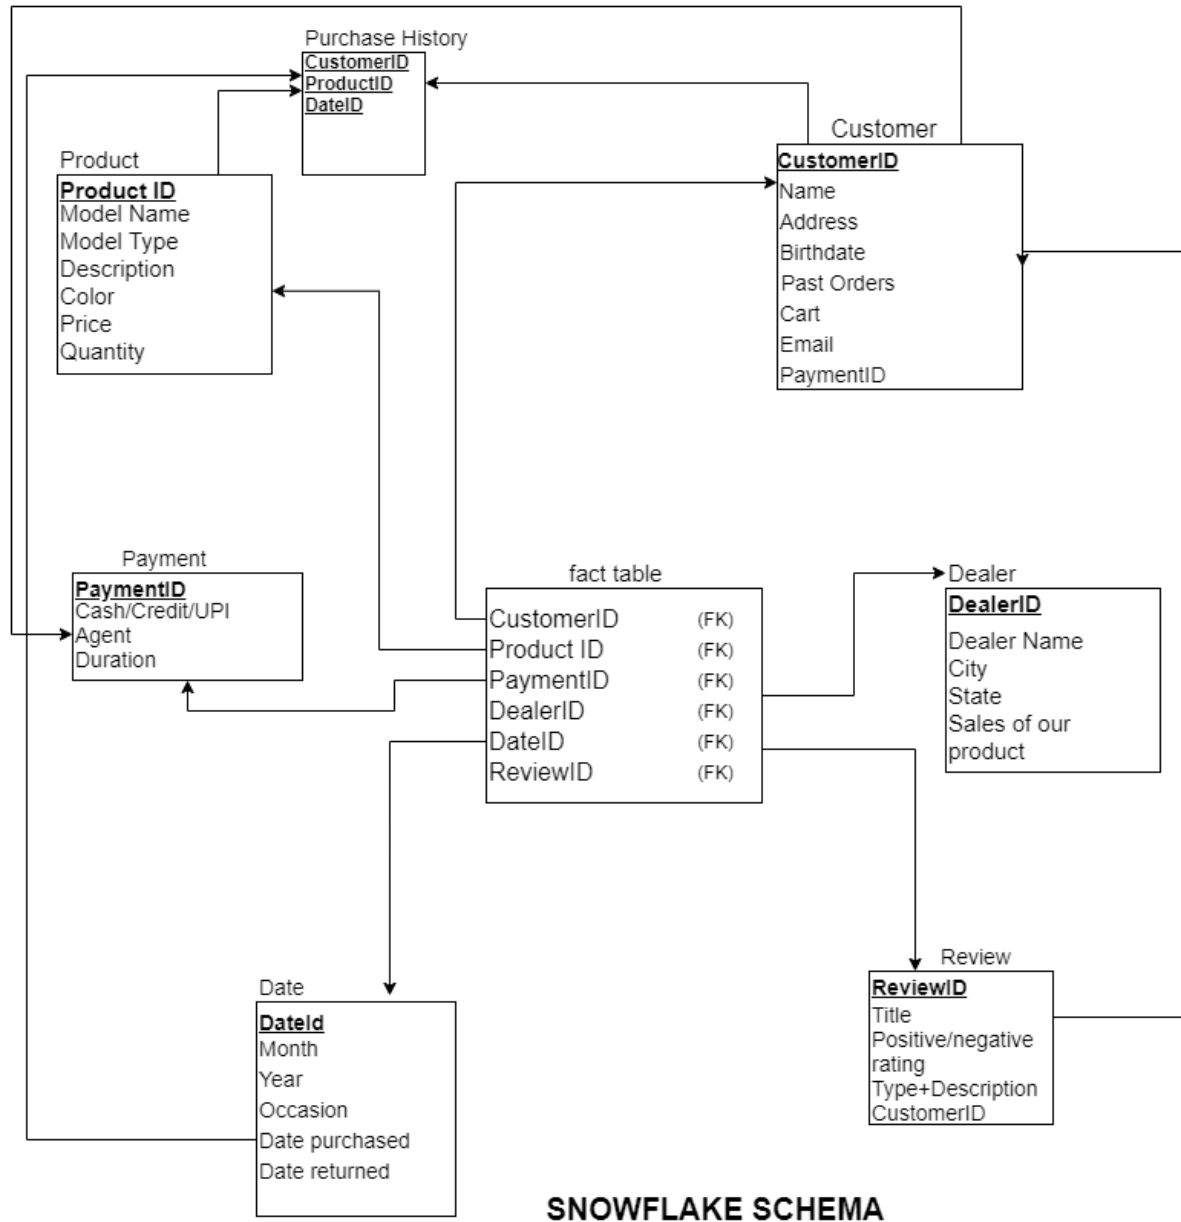 Purchase History
CustomerID
ProductID
DateID
Customer
CustomerID
Name
Address
Birthdate
Past Orders
Cart
Email
PaymentID
Product
Product ID
Model Name
Model Type
Description
Color
Price
Quantity
Payment
PaymentID
Cash/Credit/UPI
Agent
Duration
fact table
CustomerID (FK)
Product ID (FK)
PaymentID (FK)
DealerID (FK)
DateID (FK)
ReviewID (FK)
Dealer
DealerID
Dealer Name
City
State
Sales of our
product
Date
DateId
Month
Year
Occasion
Date purchased
Date returned
Review
ReviewID
Title
Positive/negative
rating
Type+Description
CustomerID
SNOWFLAKE SCHEMA